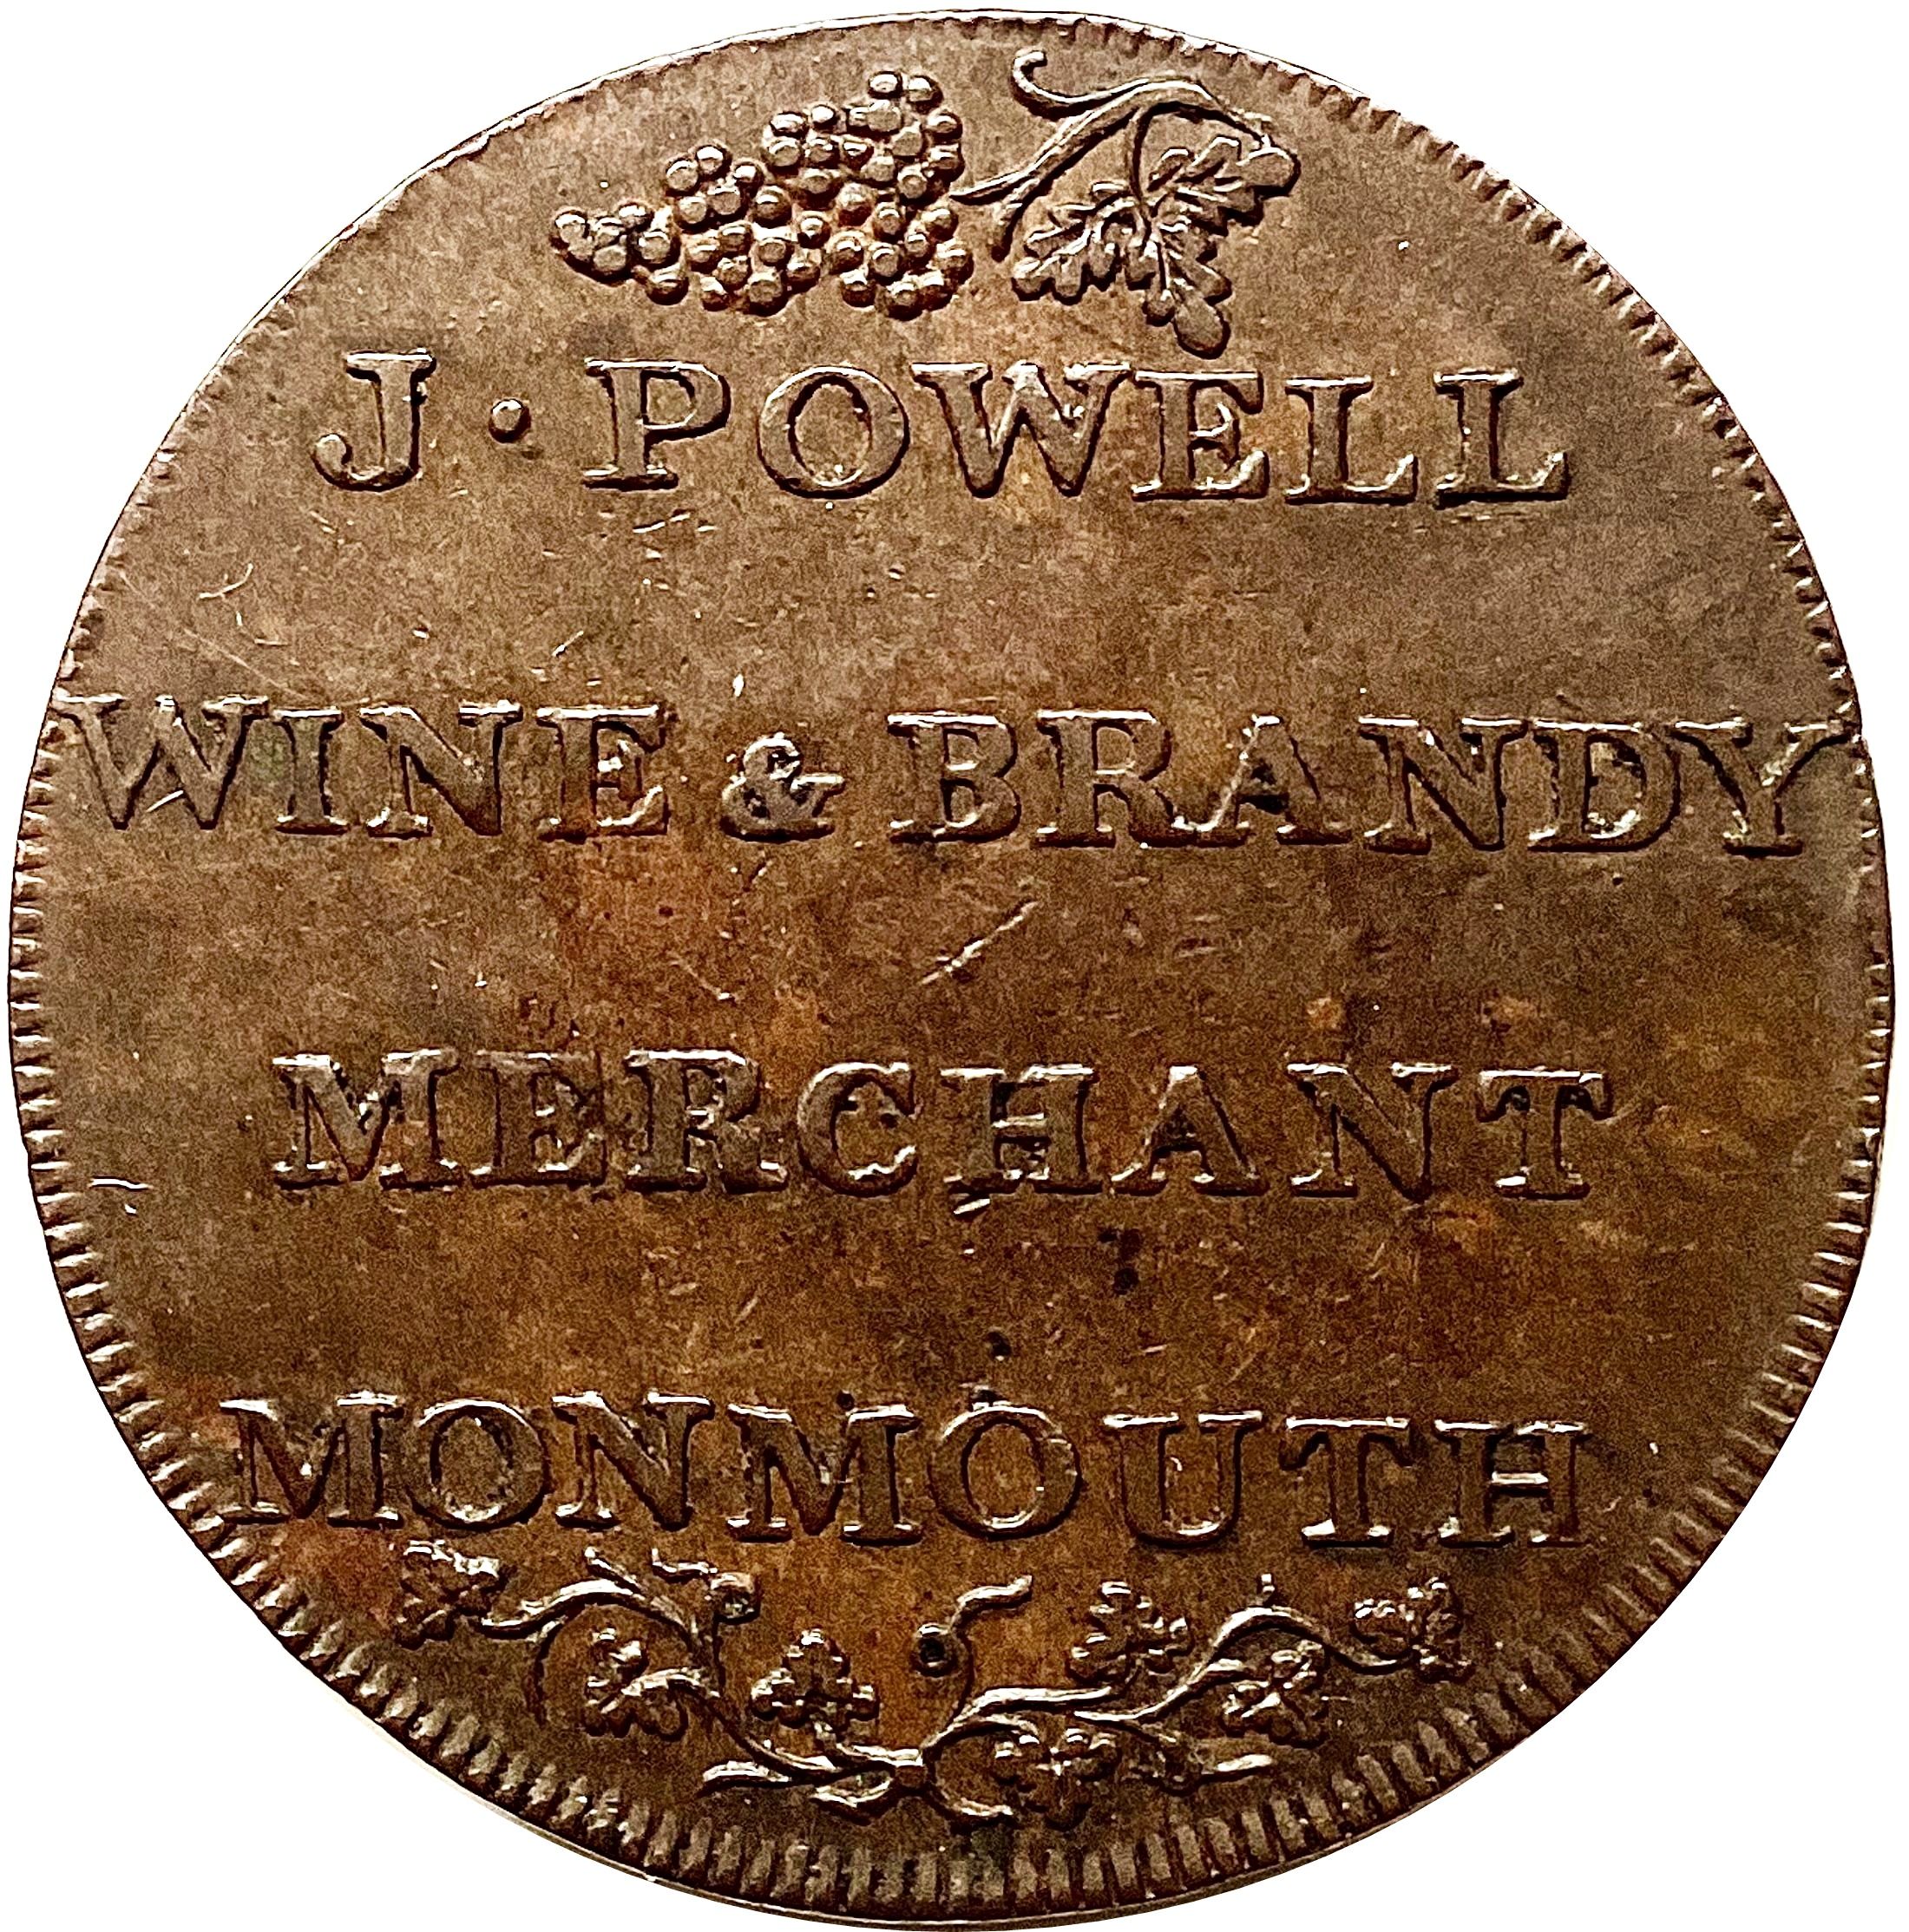 J · POWELL
WINE & BRANDY
MERCHANT
MONMOUTH